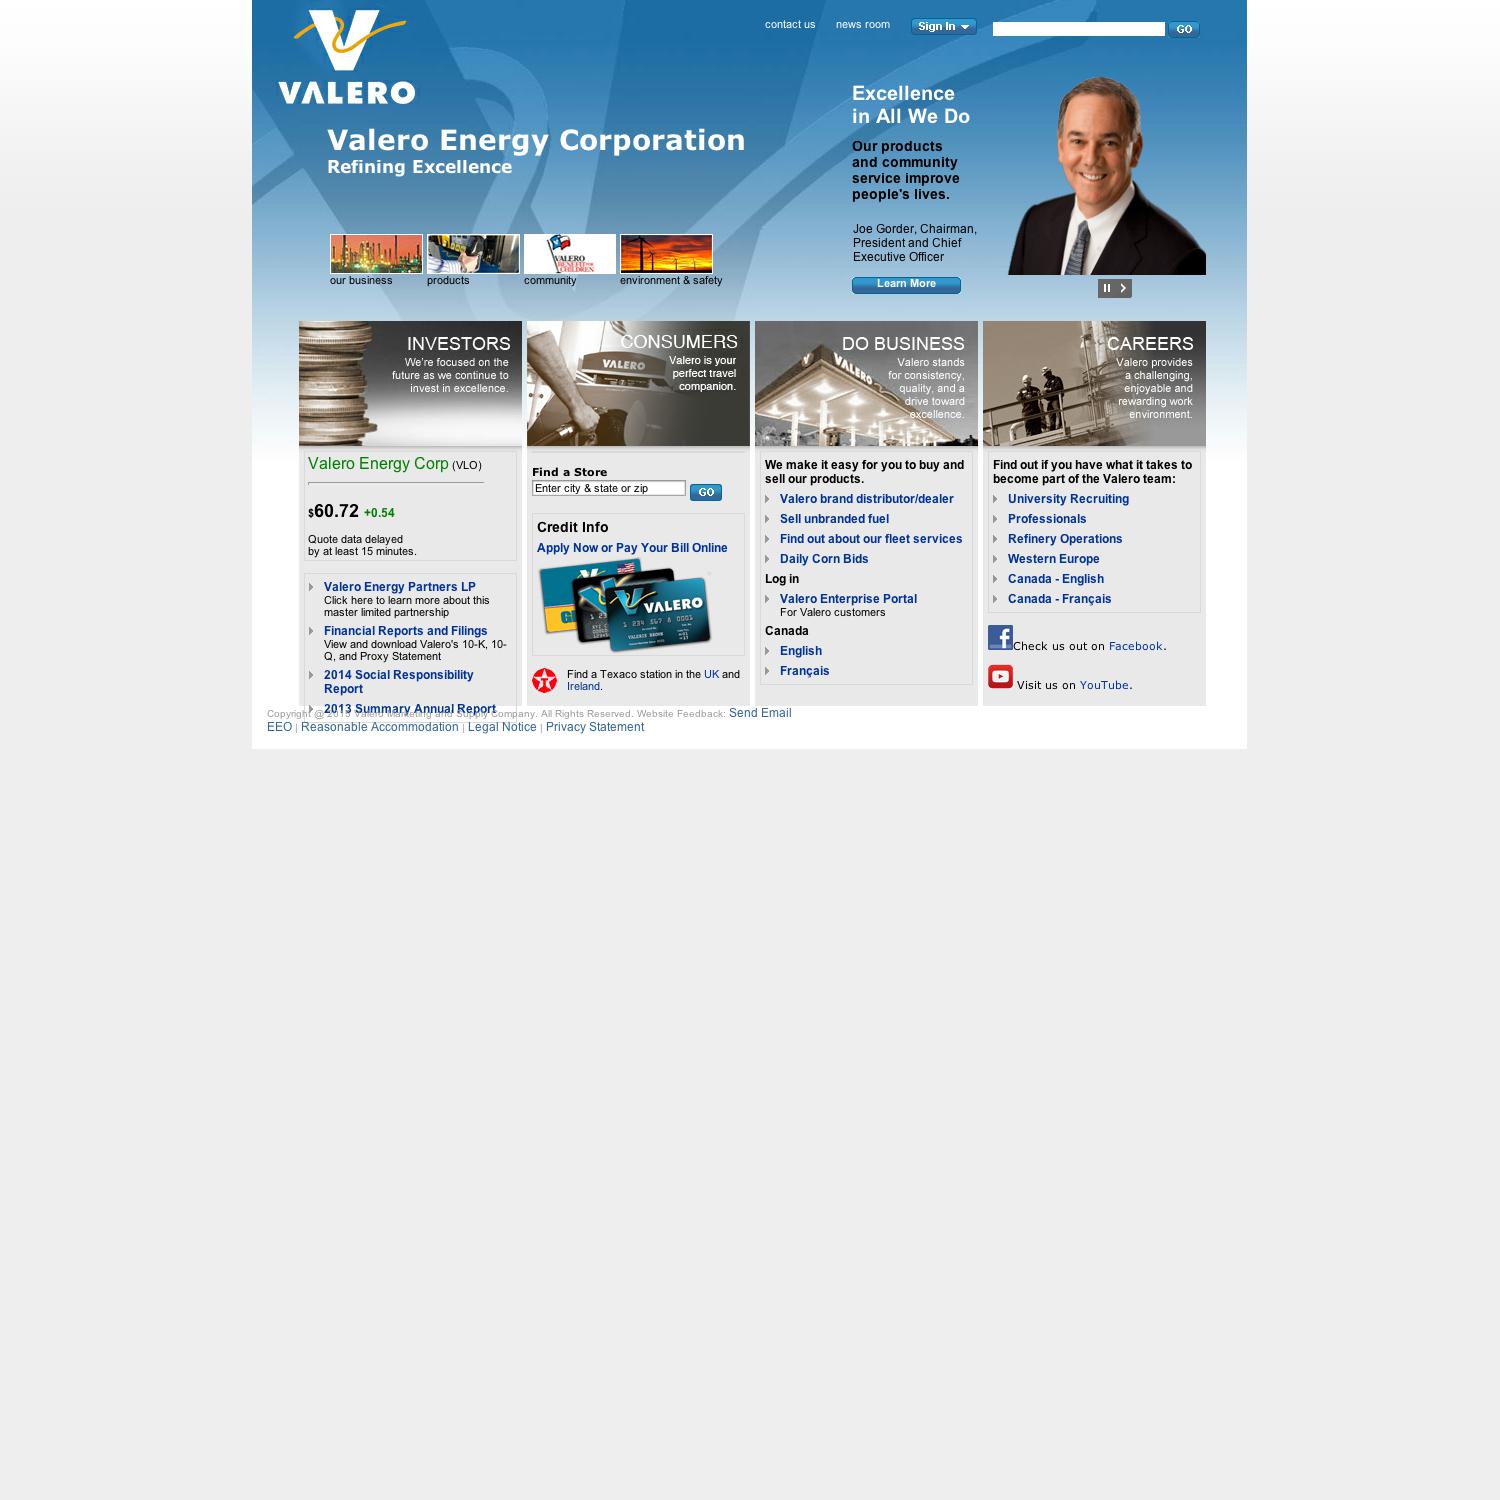 VALERO
contact us
news room
Sign In
GO
Valero Energy Corporation
Refining Excellence
Excellence
in All We Do
Our products
and community
service improve
people's lives.
Joe Gorder, Chairman,
President and Chief
Executive Officer
Learn More
VALERO
BENEFIT FOR
CHILDREN
our business
products
community
environment & safety
INVESTORS
We're focused on the
future as we continue to
invest in excellence.
Valero Energy Corp (VLO)
$60.72 +0.54
Quote data delayed
by at least 15 minutes.
Valero Energy Partners LP
Click here to learn more about this
master limited partnership
Financial Reports and Filings
View and download Valero's 10-K, 10-
Q, and Proxy Statement
2014 Social Responsibility
Report
2013 Summary Annual Report
CONSUMERS
Valero is your
perfect travel
companion.
VALERO
Find a Store
Enter city & state or zip
GO
Credit Info
Apply Now or Pay Your Bill Online
VALERO
Find a Texaco station in the UK and
Ireland.
DO BUSINESS
Valero stands
for consistency,
quality, and a
drive toward
excellence.
VALERO
We make it easy for you to buy and
sell our products.
Valero brand distributor/dealer
Sell unbranded fuel
Find out about our fleet services
Daily Corn Bids
Log in
Valero Enterprise Portal
For Valero customers
Canada
English
Français
CAREERS
Valero provides
a challenging,
enjoyable and
rewarding work
environment.
Find out if you have what it takes to
become part of the Valero team:
University Recruiting
Professionals
Refinery Operations
Western Europe
Canada - English
Canada - Français
Check us out on Facebook.
Visit us on YouTube.
Copyright @ 2015 Valero Marketing and Supply Company. All Rights Reserved. Website Feedback: Send Email
EEO | Reasonable Accommodation | Legal Notice | Privacy Statement